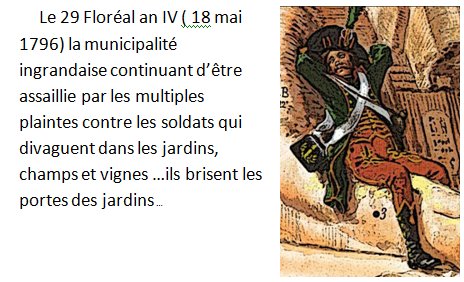 Le 29 Floréal an IV ( 18 mai
1796) la municipalité
ingrandaise continuant d'être
assaillie par les multiples
plaintes contre les soldats qui
divaguent dans les jardins,
champs et vignes ...ils brisent les
portes des jardins...
B
3